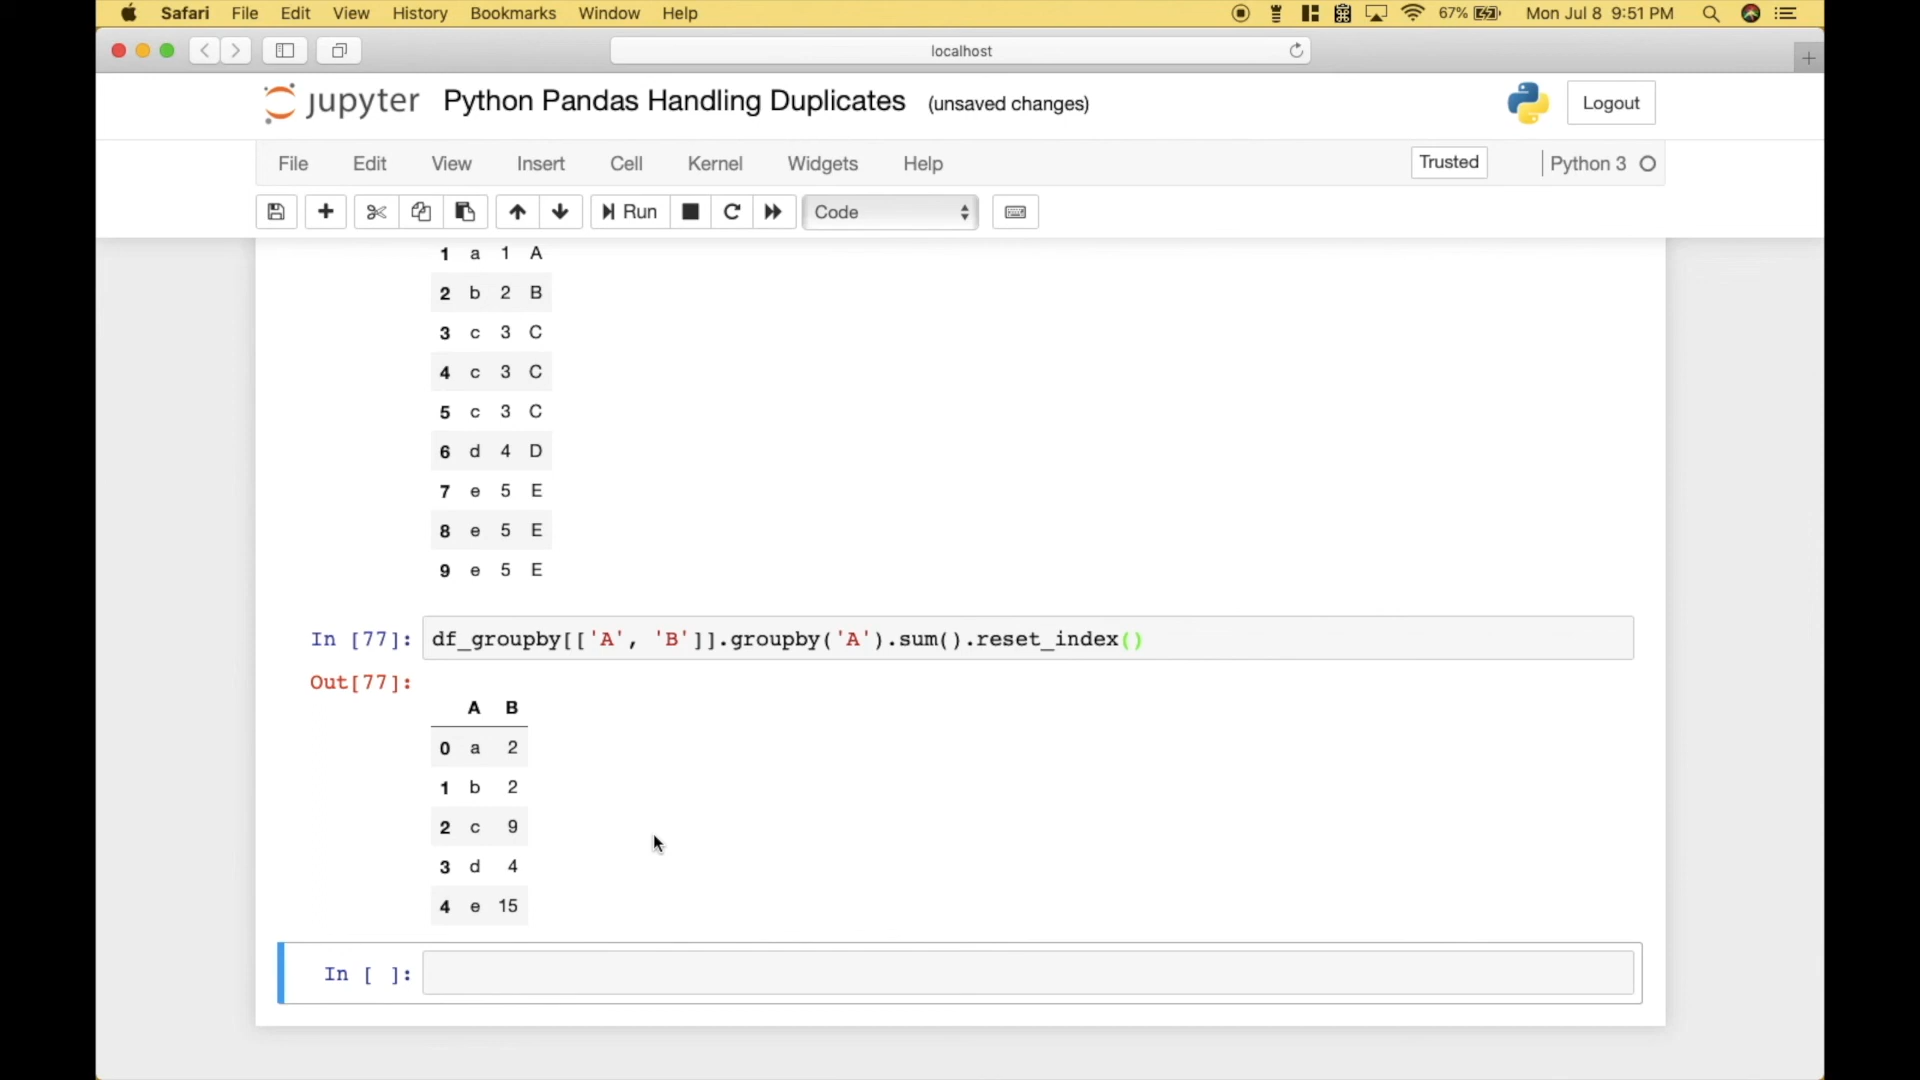 Safari File Edit View History Bookmarks Window Help 67% Mon Jul 8 9:51 PM
localhost
jupyter Python Pandas Handling Duplicates (unsaved changes) Logout
File Edit View Insert Cell Kernel Widgets Help Trusted Python 3
Run Code
1 a 1 A
2 b 2 B
3 c 3 C
4 c 3 C
5 c 3 C
6 d 4 D
7 e 5 E
8 e 5 E
9 e 5 E
In [77]: df_groupby[['A', 'B']].groupby('A').sum().reset_index()
Out[77]:
A B
0 a 2
1 b 2
2 c 9
3 d 4
4 e 15
In [ ]: